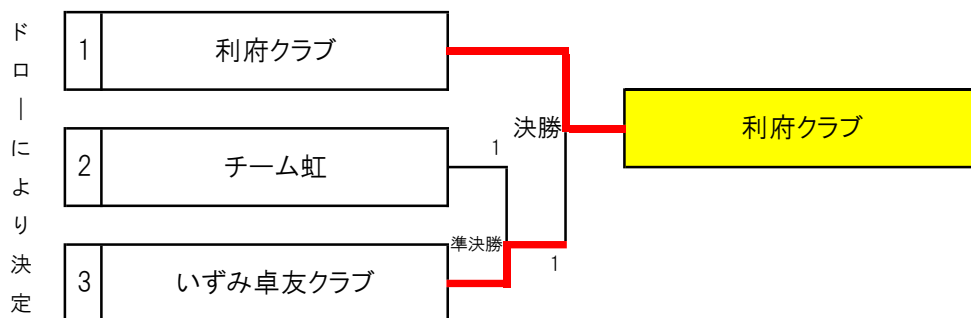 ドローにより決定
1
利府クラブ
決勝
利府クラブ
1
2
チーム虹
準決勝
1
3
いずみ卓友クラブ